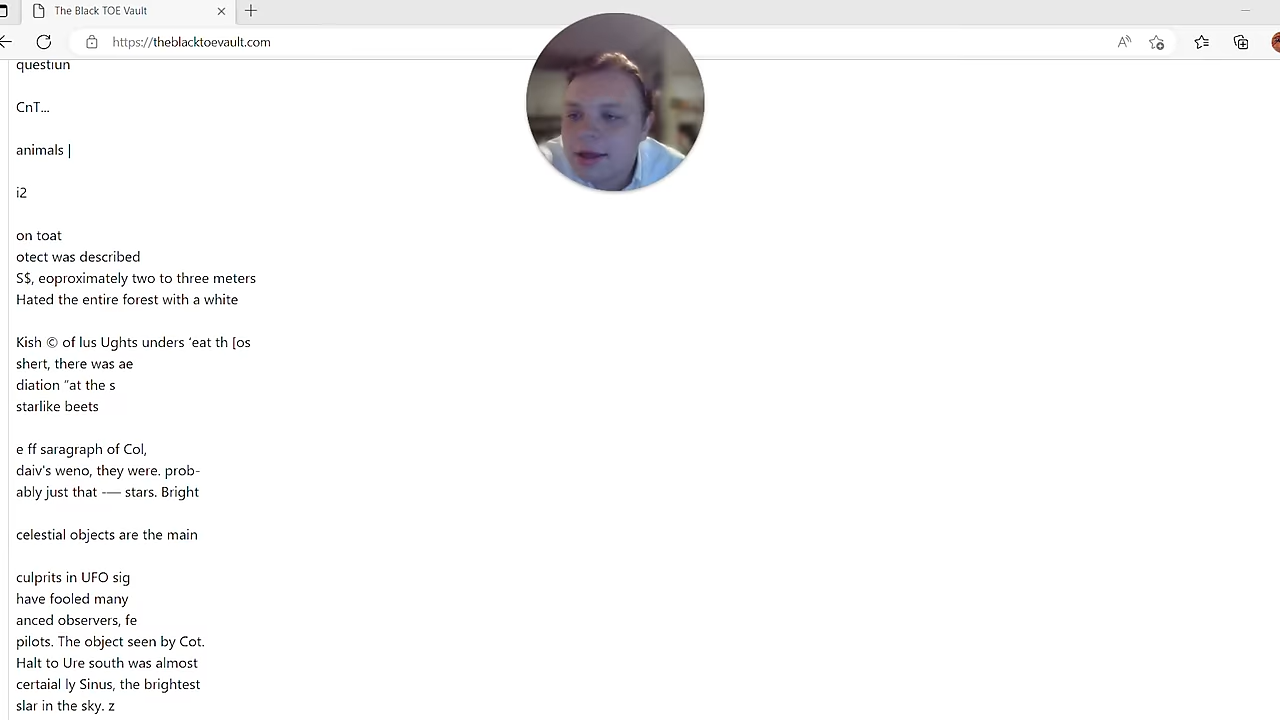 The Black TOE Vault
https://theblacktoevault.com
questiun
CnT...
animals |
i2
on toat
otect was described
S$, eoproximately two to three meters
Hated the entire forest with a white
Kish © of lus Ughts unders ‘eat th [os
shert, there was ae
diation “at the s
starlike beets
e ff saragraph of Col,
daiv's weno, they were. prob-
ably just that -— stars. Bright
celestial objects are the main
culprits in UFO sig
have fooled many
anced observers, fe
pilots. The object seen by Cot.
Halt to Ure south was almost
certaial ly Sinus, the brightest
slar in the sky. z